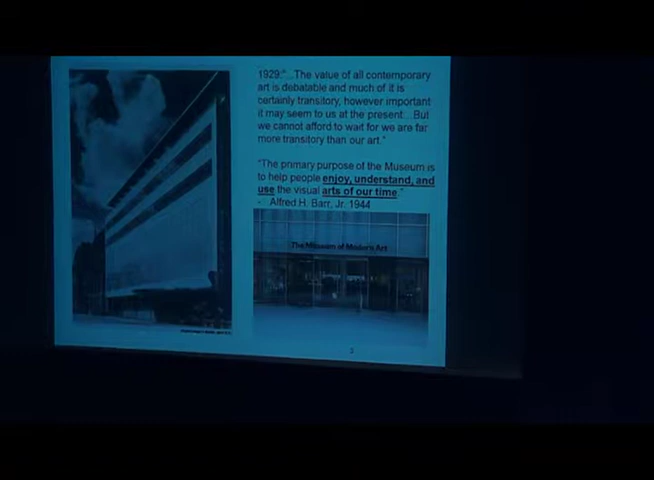 1929:"...The value of all contemporary
art is debatable and much of it is
certainly transitory, however important
it may seem to us at the present...But
we cannot afford to wait for we are far
more transitory than our art."
"The primary purpose of the Museum is
to help people enjoy, understand, and
use the visual arts of our time."
- Alfred H. Barr, Jr. 1944
The Museum of Modern Art